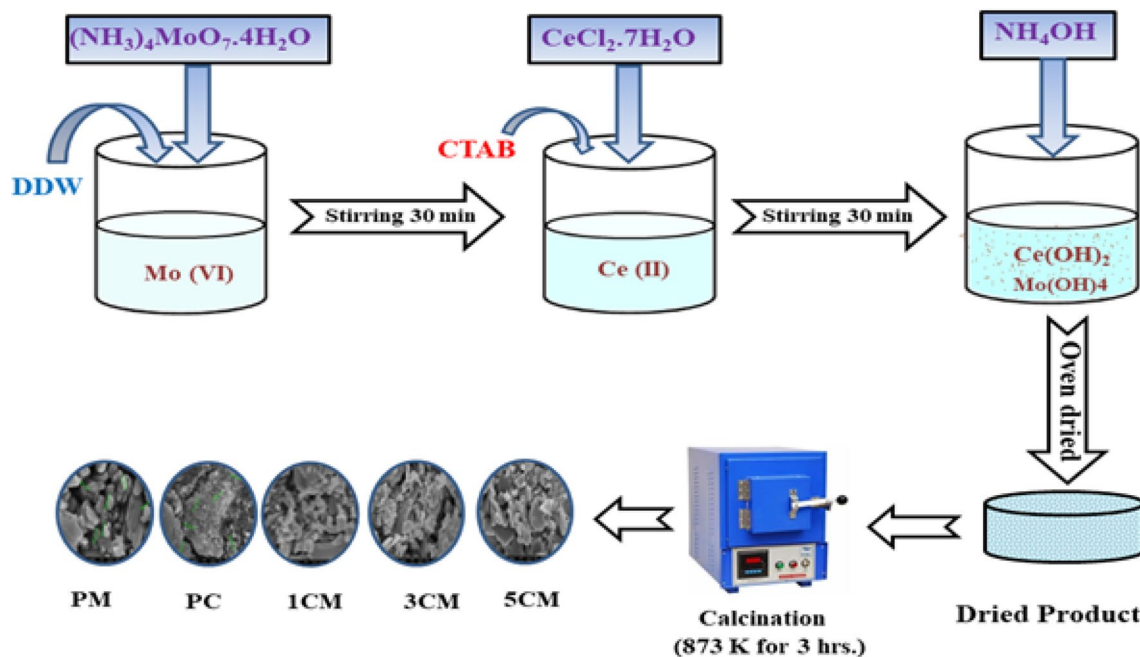 (NH₃)₄MoO₇.4H₂O
CeCl₂.7H₂O
NH₄OH
DDW
CTAB
Stirring 30 min
Stirring 30 min
Mo (VI)
Ce (II)
Ce(OH)₂
Mo(OH)4
Oven dried
Dried Product
Calcination
(873 K for 3 hrs.)
PM
PC
1CM
3CM
5CM